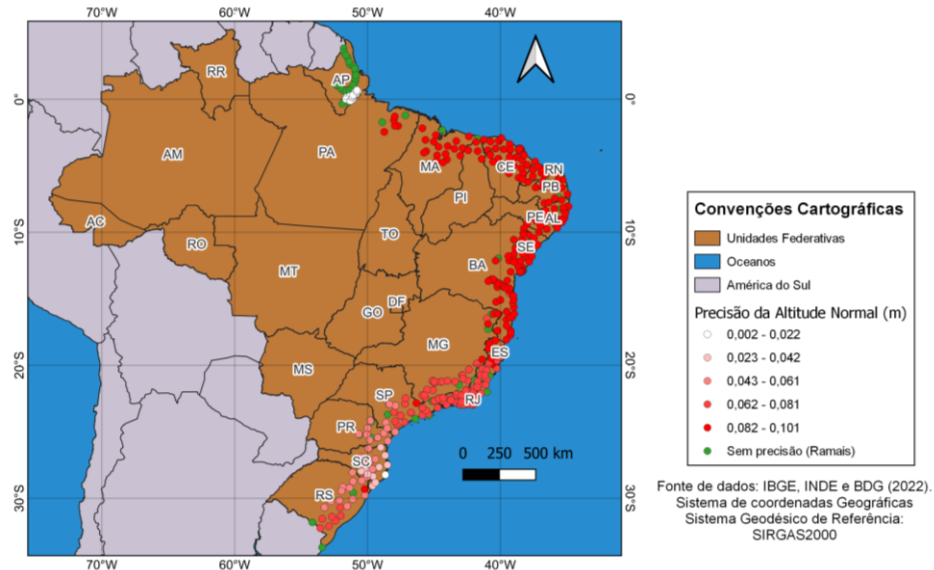 70°W 60°W 50°W 40°W
RR
AP
0° 0°
AM
PA
MA
CE
RN
PB
PI
PE
AL
AC
10°S 10°S
RO
TO
SE
BA
MT
DF
GO
MG
ES
20°S 20°S
MS
SP
RJ
PR
SC
0 250 500 km
RS
30°S 30°S
70°W 60°W 50°W 40°W
Convenções Cartográficas
Unidades Federativas
Oceanos
América do Sul
Precisão da Altitude Normal (m)
0,002 - 0,022
0,023 - 0,042
0,043 - 0,061
0,062 - 0,081
0,082 - 0,101
Sem precisão (Ramais)
Fonte de dados: IBGE, INDE e BDG (2022).
Sistema de coordenadas Geográficas
Sistema Geodésico de Referência:
SIRGAS2000